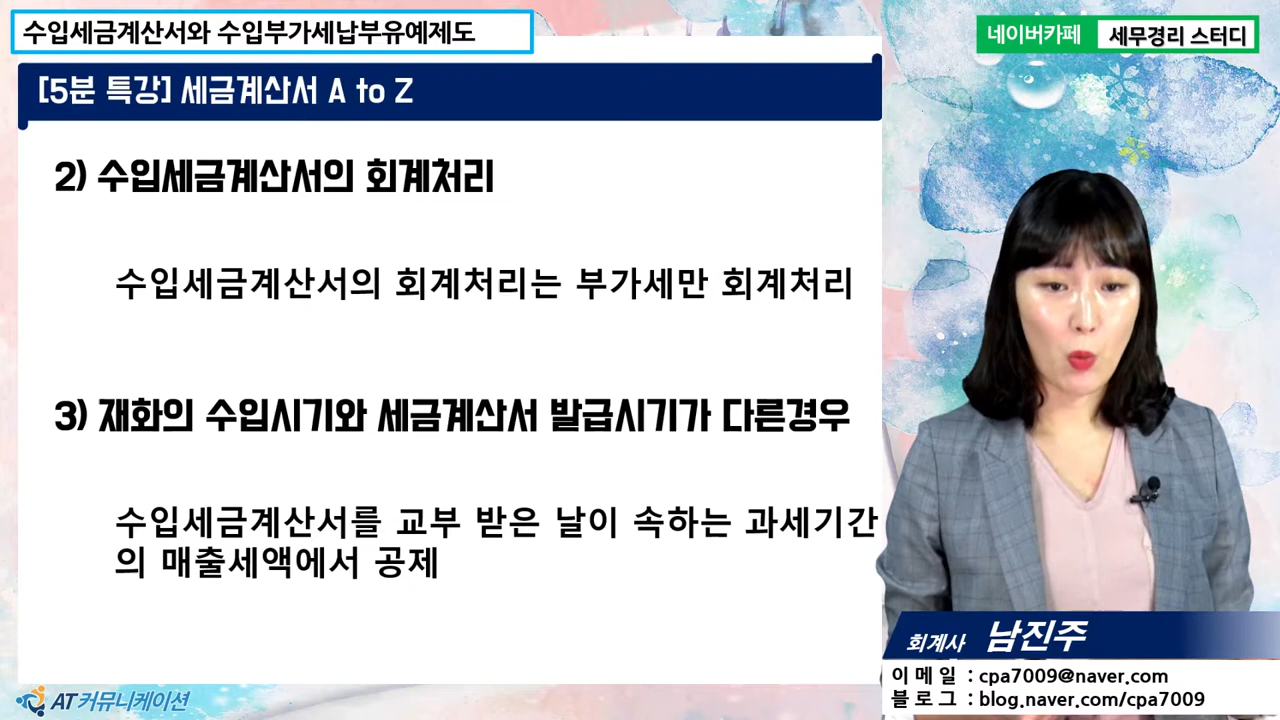 수입세금계산서와 수입부가세납부유예제도
네이버카페 세무경리 스터디
[5분 특강] 세금계산서 A to Z
2) 수입세금계산서의 회계처리
수입세금계산서의 회계처리는 부가세만 회계처리
3) 재화의 수입시기와 세금계산서 발급시기가 다른경우
수입세금계산서를 교부 받은 날이 속하는 과세기간
의 매출세액에서 공제
회계사 남진주
이 메 일 : cpa7009@naver.com
블 로 그 : blog.naver.com/cpa7009
AT커뮤니케이션